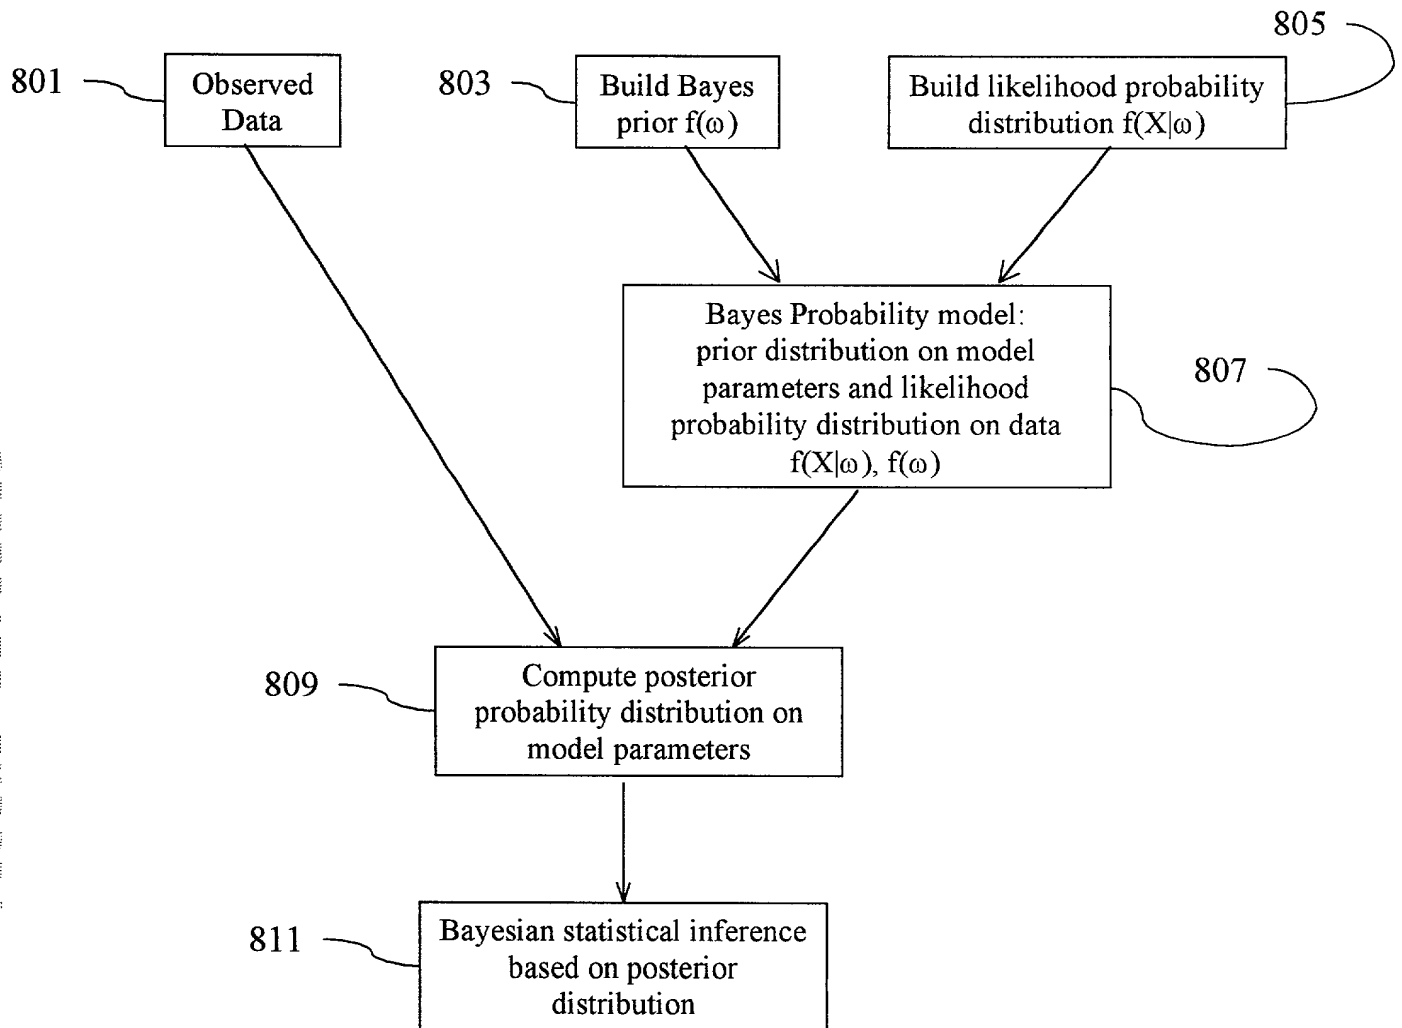 805
801
Observed
Data
803
Build Bayes
prior f(ω)
Build likelihood probability
distribution f(X|ω)
Bayes Probability model:
prior distribution on model
parameters and likelihood
probability distribution on data
f(X|ω), f(ω)
807
809
Compute posterior
probability distribution on
model parameters
811
Bayesian statistical inference
based on posterior
distribution